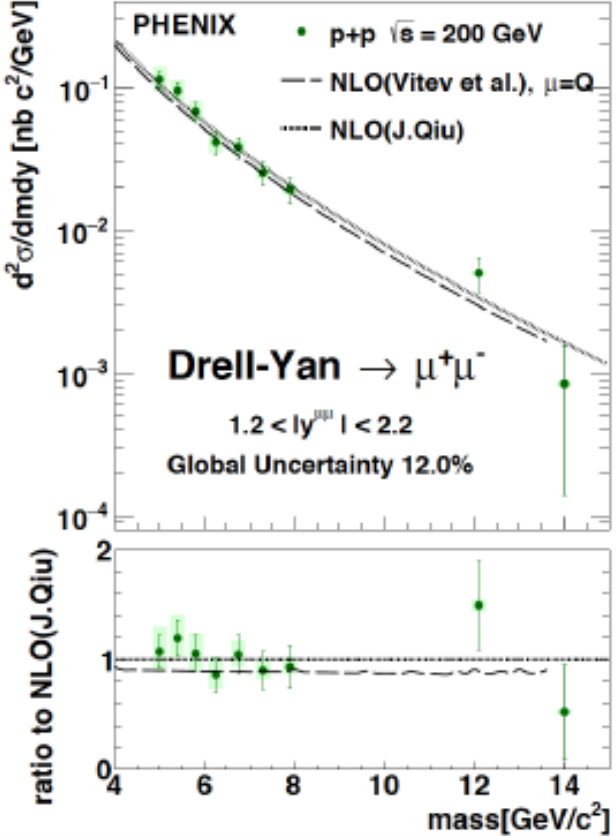 PHENIX
p+p √s = 200 GeV
NLO(Vitev et al.), μ=Q
NLO(J.Qiu)
d²σ/dmdy [nb c²/GeV]
10⁻¹
10⁻²
10⁻³
10⁻⁴
Drell-Yan → μ⁺μ⁻
1.2 < |y^μμ| < 2.2
Global Uncertainty 12.0%
ratio to NLO(J.Qiu)
2
1
0
4 6 8 10 12 14
mass[GeV/c²]